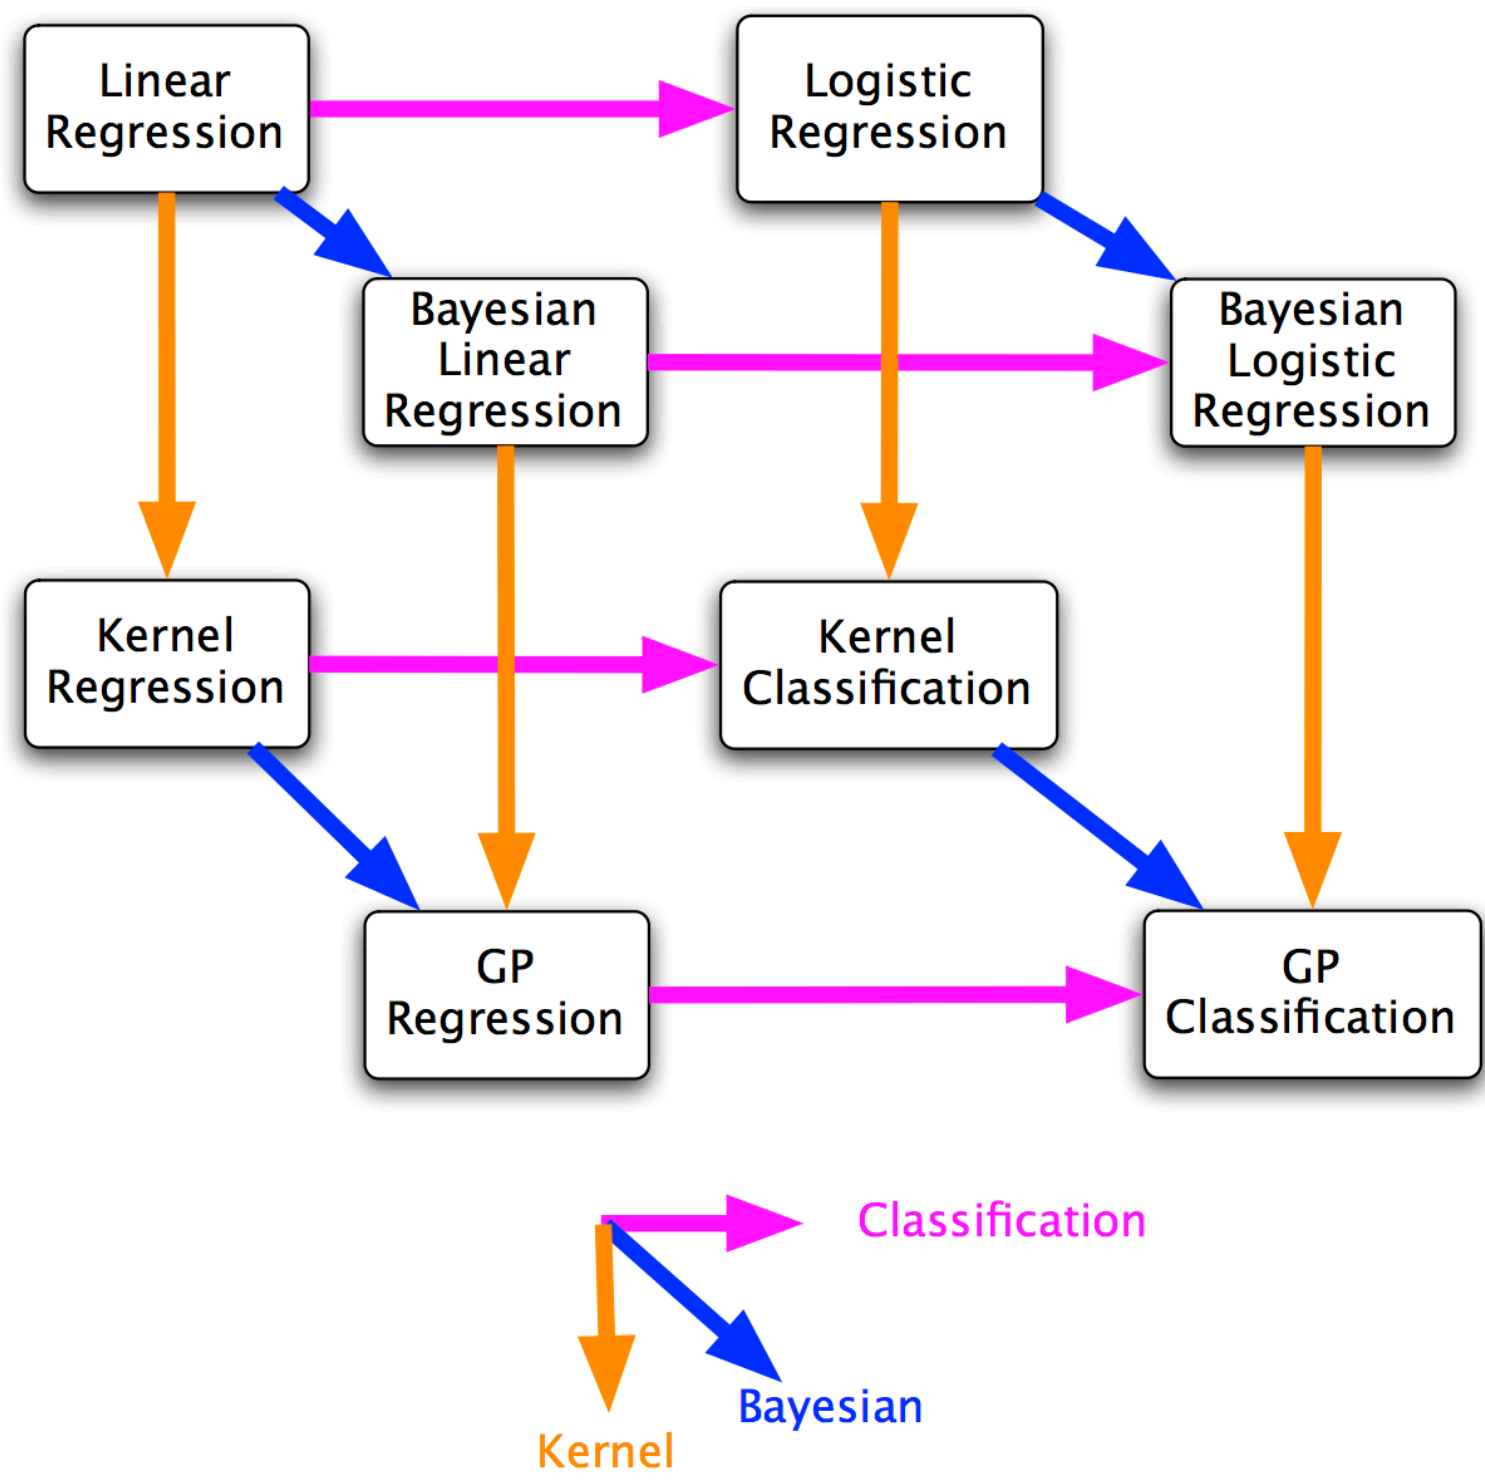 Linear
Regression
Logistic
Regression
Bayesian
Linear
Regression
Bayesian
Logistic
Regression
Kernel
Regression
Kernel
Classification
GP
Regression
GP
Classification
Classification
Bayesian
Kernel